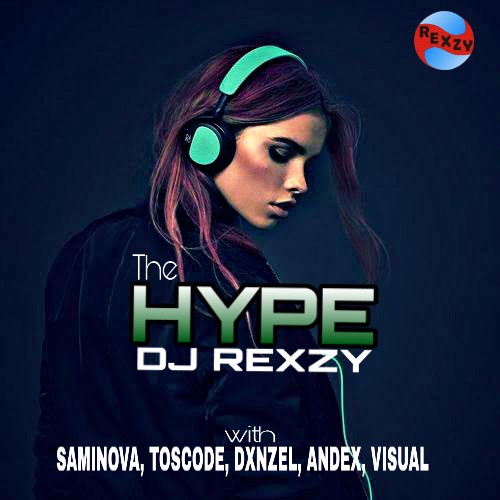 REXZY
The
HYPE
DJ REXZY
with
SAMINOVA, TOSCODE, DXNZEL, ANDEX, VISUAL